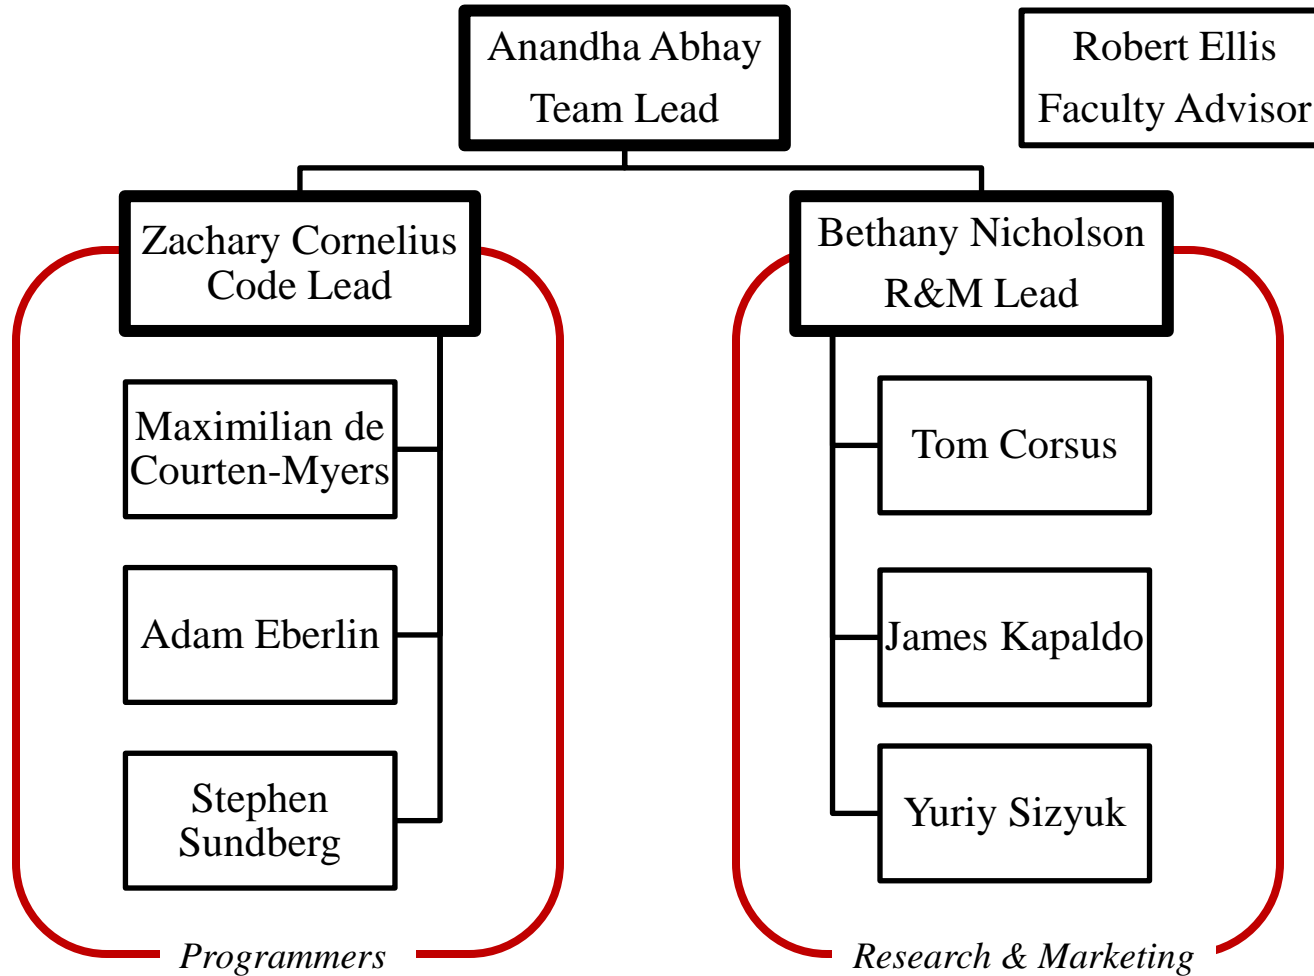 Anandha Abhay
Team Lead
Robert Ellis
Faculty Advisor
Zachary Cornelius
Code Lead
Bethany Nicholson
R&M Lead
Maximilian de
Courten-Myers
Adam Eberlin
Stephen
Sundberg
Programmers
Tom Corsus
James Kapaldo
Yuriy Sizyuk
Research & Marketing